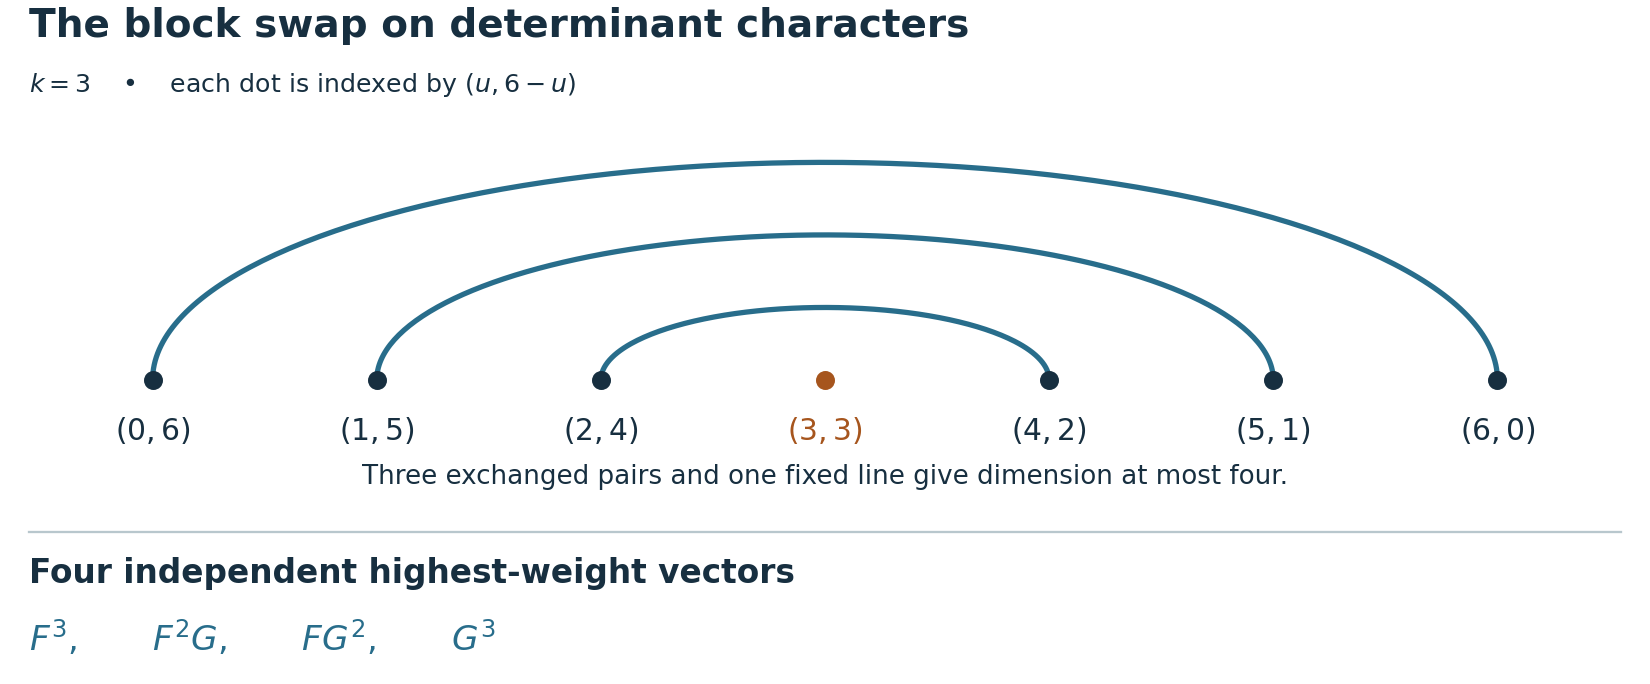 The block swap on determinant characters
k = 3 • each dot is indexed by (u, 6 − u)
(0, 6) (1, 5) (2, 4) (3, 3) (4, 2) (5, 1) (6, 0)
Three exchanged pairs and one fixed line give dimension at most four.
Four independent highest-weight vectors
F³, F²G, FG², G³